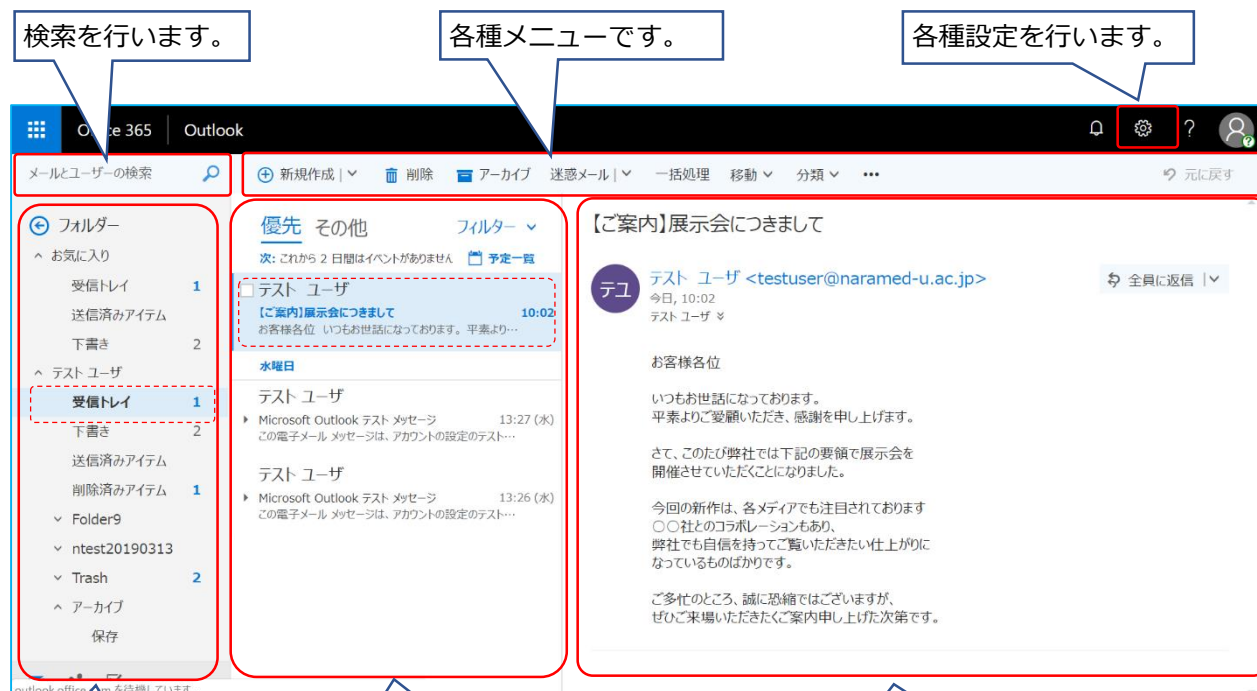 検索を行います。
各種メニューです。
各種設定を行います。
Office 365 Outlook
?
メールとユーザーの検索
新規作成 | 削除 アーカイブ 迷惑メール | 一括処理 移動 分類 ••• 元に戻す
フォルダー
お気に入り
受信トレイ 1
送信済みアイテム
下書き 2
テスト ユーザ
受信トレイ 1
下書き 2
送信済みアイテム
削除済みアイテム 1
Folder9
ntest20190313
Trash 2
アーカイブ
保存
優先 その他 フィルター
次: これから 2 日間はイベントがありません 予定一覧
テスト ユーザ
【ご案内】展示会につきまして 10:02
お客様各位 いつもお世話になっております。平素より…
水曜日
テスト ユーザ
Microsoft Outlook テスト メッセージ 13:27 (水)
この電子メール メッセージは、アカウントの設定のテスト…
テスト ユーザ
Microsoft Outlook テスト メッセージ 13:26 (水)
この電子メール メッセージは、アカウントの設定のテスト…
【ご案内】展示会につきまして
テユ
テスト ユーザ <testuser@naramed-u.ac.jp>
今日, 10:02
テスト ユーザ
全員に返信 |
お客様各位
いつもお世話になっております。
平素よりご愛顧いただき、感謝を申し上げます。
さて、このたび弊社では下記の要領で展示会を
開催させていただくことになりました。
今回の新作は、各メディアでも注目されております
○○社とのコラボレーションもあり、
弊社でも自信を持ってご覧いただきたい仕上がりに
なっているものばかりです。
ご多忙のところ、誠に恐縮ではございますが、
ぜひご来場いただきたくご案内申し上げた次第です。